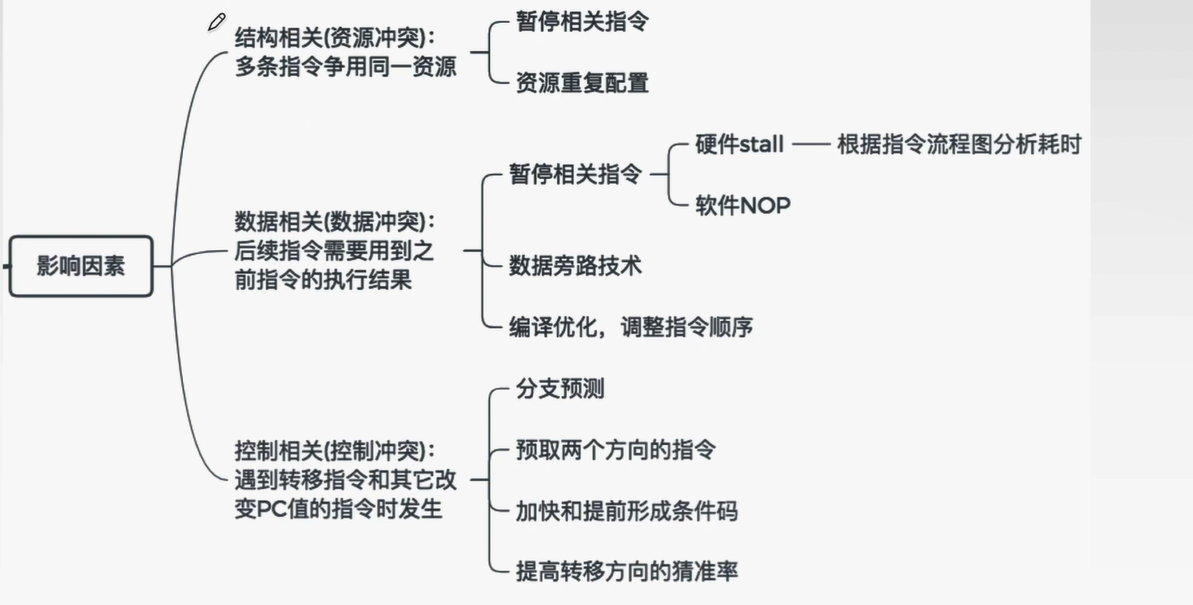 结构相关(资源冲突)：
多条指令争用同一资源
暂停相关指令
资源重复配置
影响因素
数据相关(数据冲突)：
后续指令需要用到之
前指令的执行结果
暂停相关指令
硬件stall
根据指令流程图分析耗时
软件NOP
数据旁路技术
编译优化，调整指令顺序
控制相关(控制冲突)：
遇到转移指令和其它改
变PC值的指令时发生
分支预测
预取两个方向的指令
加快和提前形成条件码
提高转移方向的猜准率